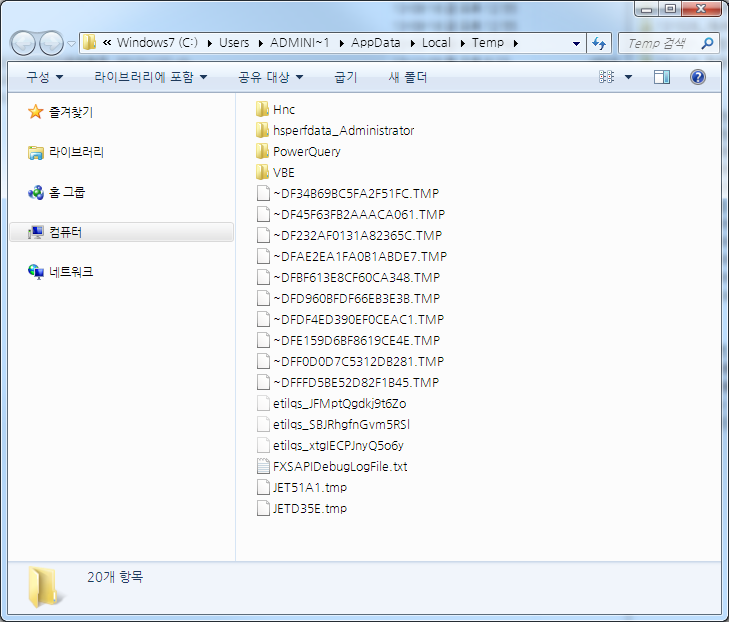 « Windows7 (C:) ▸ Users ▸ ADMINI~1 ▸ AppData ▸ Local ▸ Temp ▸
Temp 검색
구성 라이브러리에 포함 공유 대상 굽기 새 폴더
즐겨찾기
라이브러리
홈 그룹
컴퓨터
네트워크
Hnc
hsperfdata_Administrator
PowerQuery
VBE
~DF34B69BC5FA2F51FC.TMP
~DF45F63FB2AAACA061.TMP
~DF232AF0131A82365C.TMP
~DFAE2EA1FA0B1ABDE7.TMP
~DFBF613E8CF60CA348.TMP
~DFD960BFDF66EB3E3B.TMP
~DFDF4ED390EF0CEAC1.TMP
~DFE159D6BF8619CE4E.TMP
~DFF0D0D7C5312DB281.TMP
~DFFFD5BE52D82F1B45.TMP
etilqs_JFMptQgdkj9t6Zo
etilqs_SBJRhgfnGvm5RSl
etilqs_xtgIECPJnyQ5o6y
FXSAPIDebugLogFile.txt
JET51A1.tmp
JETD35E.tmp
20개 항목